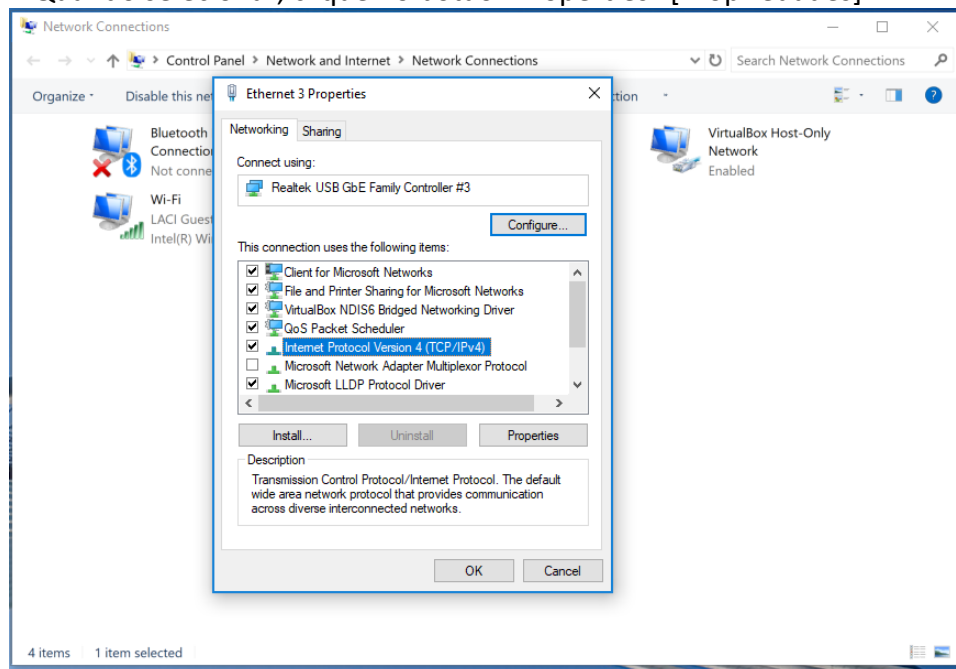 Network Connections
Control Panel > Network and Internet > Network Connections
Search Network Connections
Organize
Disable this net
ction
Ethernet 3 Properties
Networking
Sharing
Connect using:
Realtek USB GbE Family Controller #3
Configure...
This connection uses the following items:
Client for Microsoft Networks
File and Printer Sharing for Microsoft Networks
VirtualBox NDIS6 Bridged Networking Driver
QoS Packet Scheduler
Internet Protocol Version 4 (TCP/IPv4)
Microsoft Network Adapter Multiplexor Protocol
Microsoft LLDP Protocol Driver
Install...
Uninstall
Properties
Description
Transmission Control Protocol/Internet Protocol. The default
wide area network protocol that provides communication
across diverse interconnected networks.
OK
Cancel
Bluetooth
Connection
Not conne
Wi-Fi
LACI Guest
Intel(R) Wi
VirtualBox Host-Only
Network
Enabled
4 items
1 item selected